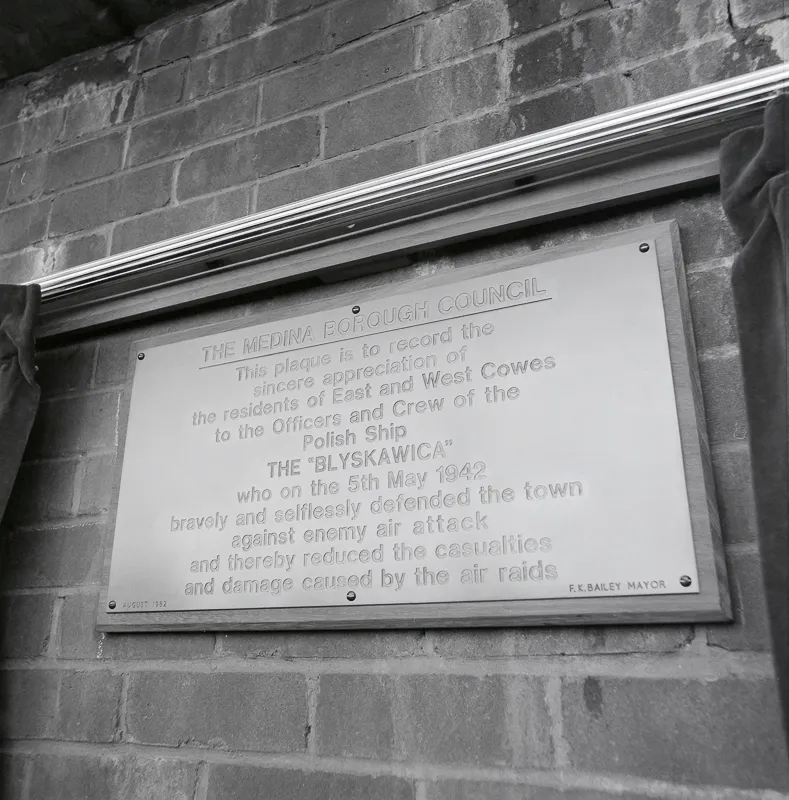 THE MEDINA BOROUGH COUNCIL
This plaque is to record the
sincere appreciation of
the residents of East and West Cowes
to the Officers and Crew of the
Polish Ship
THE "BLYSKAWICA"
who on the 5th May 1942
bravely and selflessly defended the town
against enemy air attack
and thereby reduced the casualties
and damage caused by the air raids
AUGUST 1982
F.K.BAILEY MAYOR